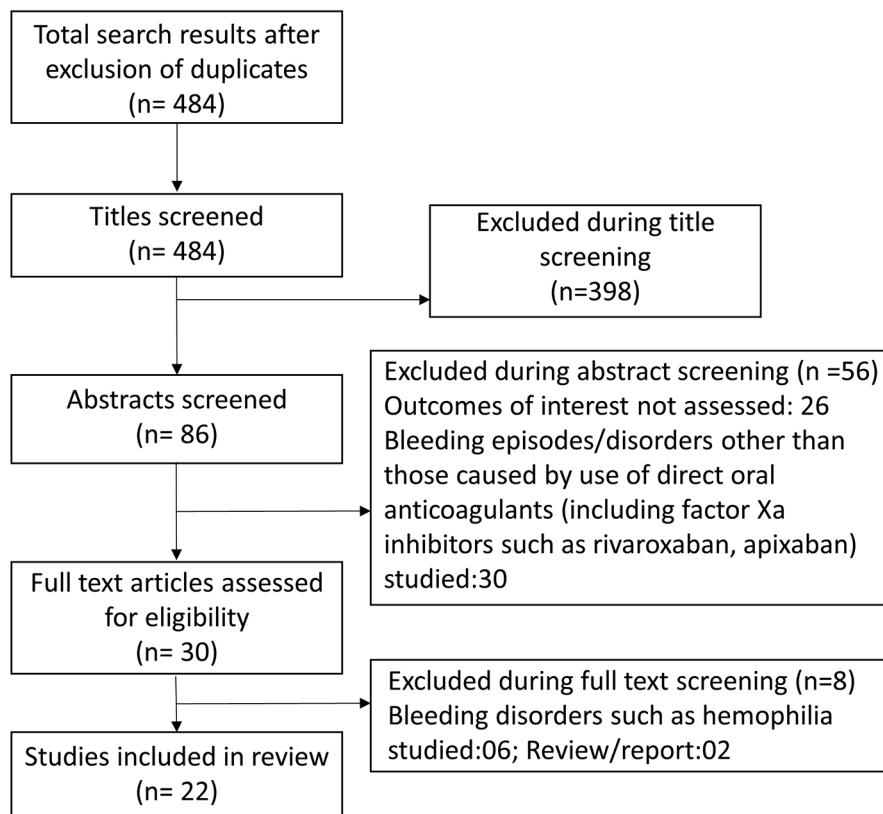 Total search results after
exclusion of duplicates
(n= 484)
Titles screened
(n= 484)
Excluded during title
screening
(n=398)
Abstracts screened
(n= 86)
Excluded during abstract screening (n =56)
Outcomes of interest not assessed: 26
Bleeding episodes/disorders other than
those caused by use of direct oral
anticoagulants (including factor Xa
inhibitors such as rivaroxaban, apixaban)
studied:30
Full text articles assessed
for eligibility
(n= 30)
Excluded during full text screening (n=8)
Bleeding disorders such as hemophilia
studied:06; Review/report:02
Studies included in review
(n= 22)